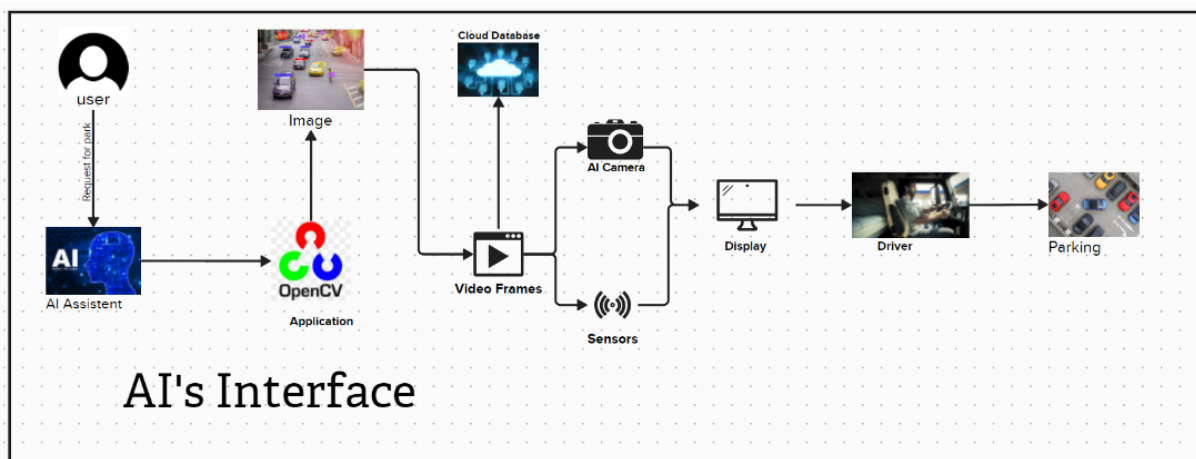 Cloud Database
user
Image
Request for park
AI Camera
AI
AI Assistent
OpenCV
Application
Video Frames
Sensors
Display
Driver
Parking
AI's Interface